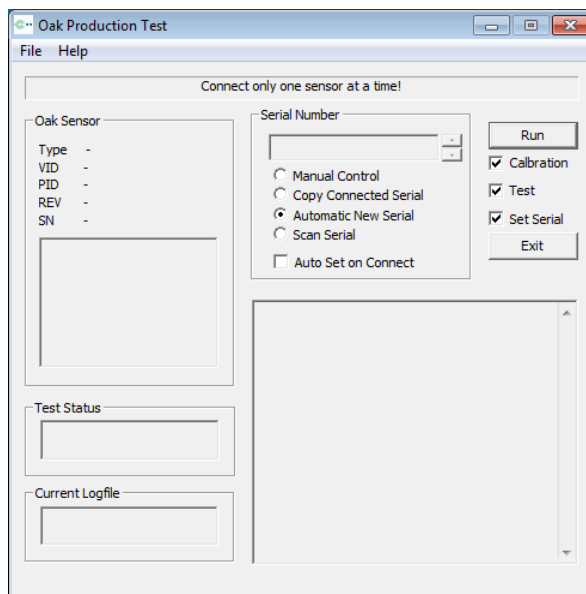 Oak Production Test
File Help
Connect only one sensor at a time!
Oak Sensor
Type -
VID -
PID -
REV -
SN -
Serial Number
Manual Control
Copy Connected Serial
Automatic New Serial
Scan Serial
Auto Set on Connect
Run
Calbration
Test
Set Serial
Exit
Test Status
Current Logfile